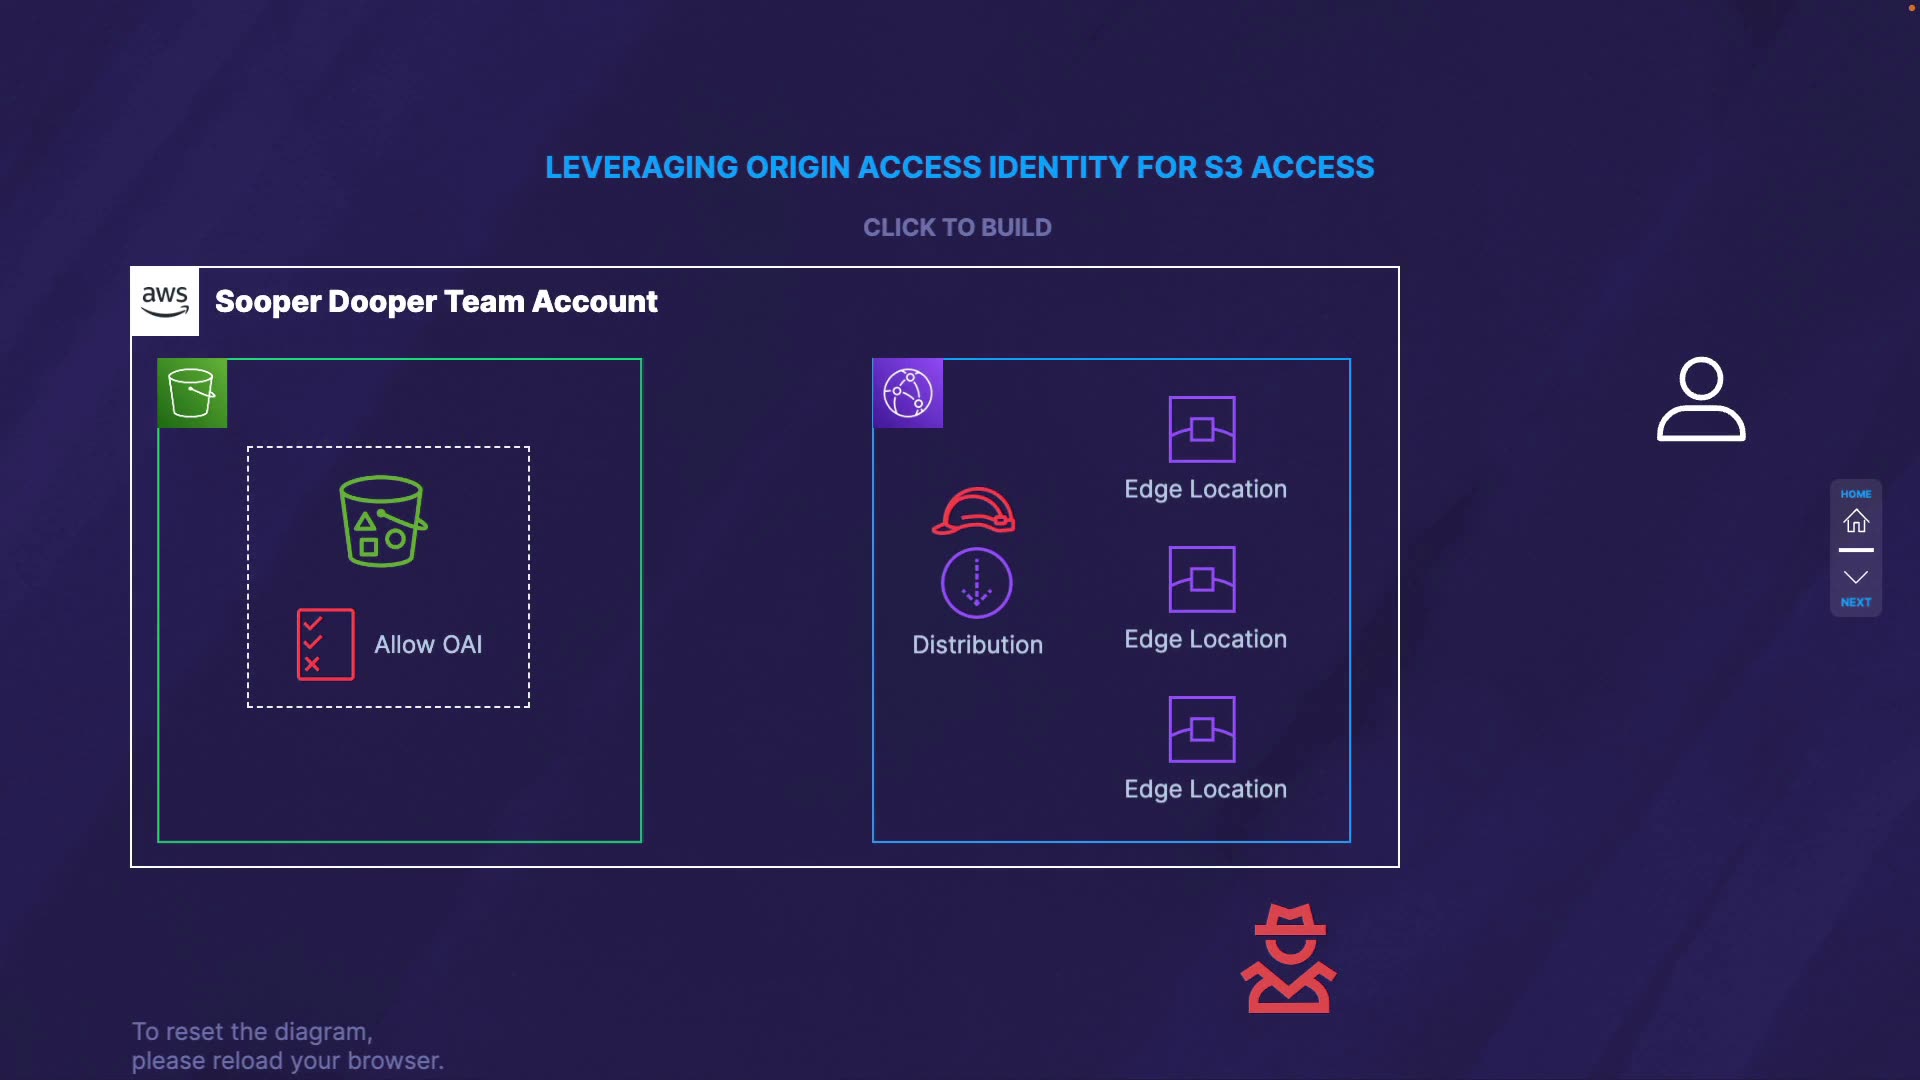 LEVERAGING ORIGIN ACCESS IDENTITY FOR S3 ACCESS
CLICK TO BUILD
aws
Sooper Dooper Team Account
Edge Location
Allow OAI
Distribution
Edge Location
Edge Location
HOME
NEXT
To reset the diagram,
please reload your browser.